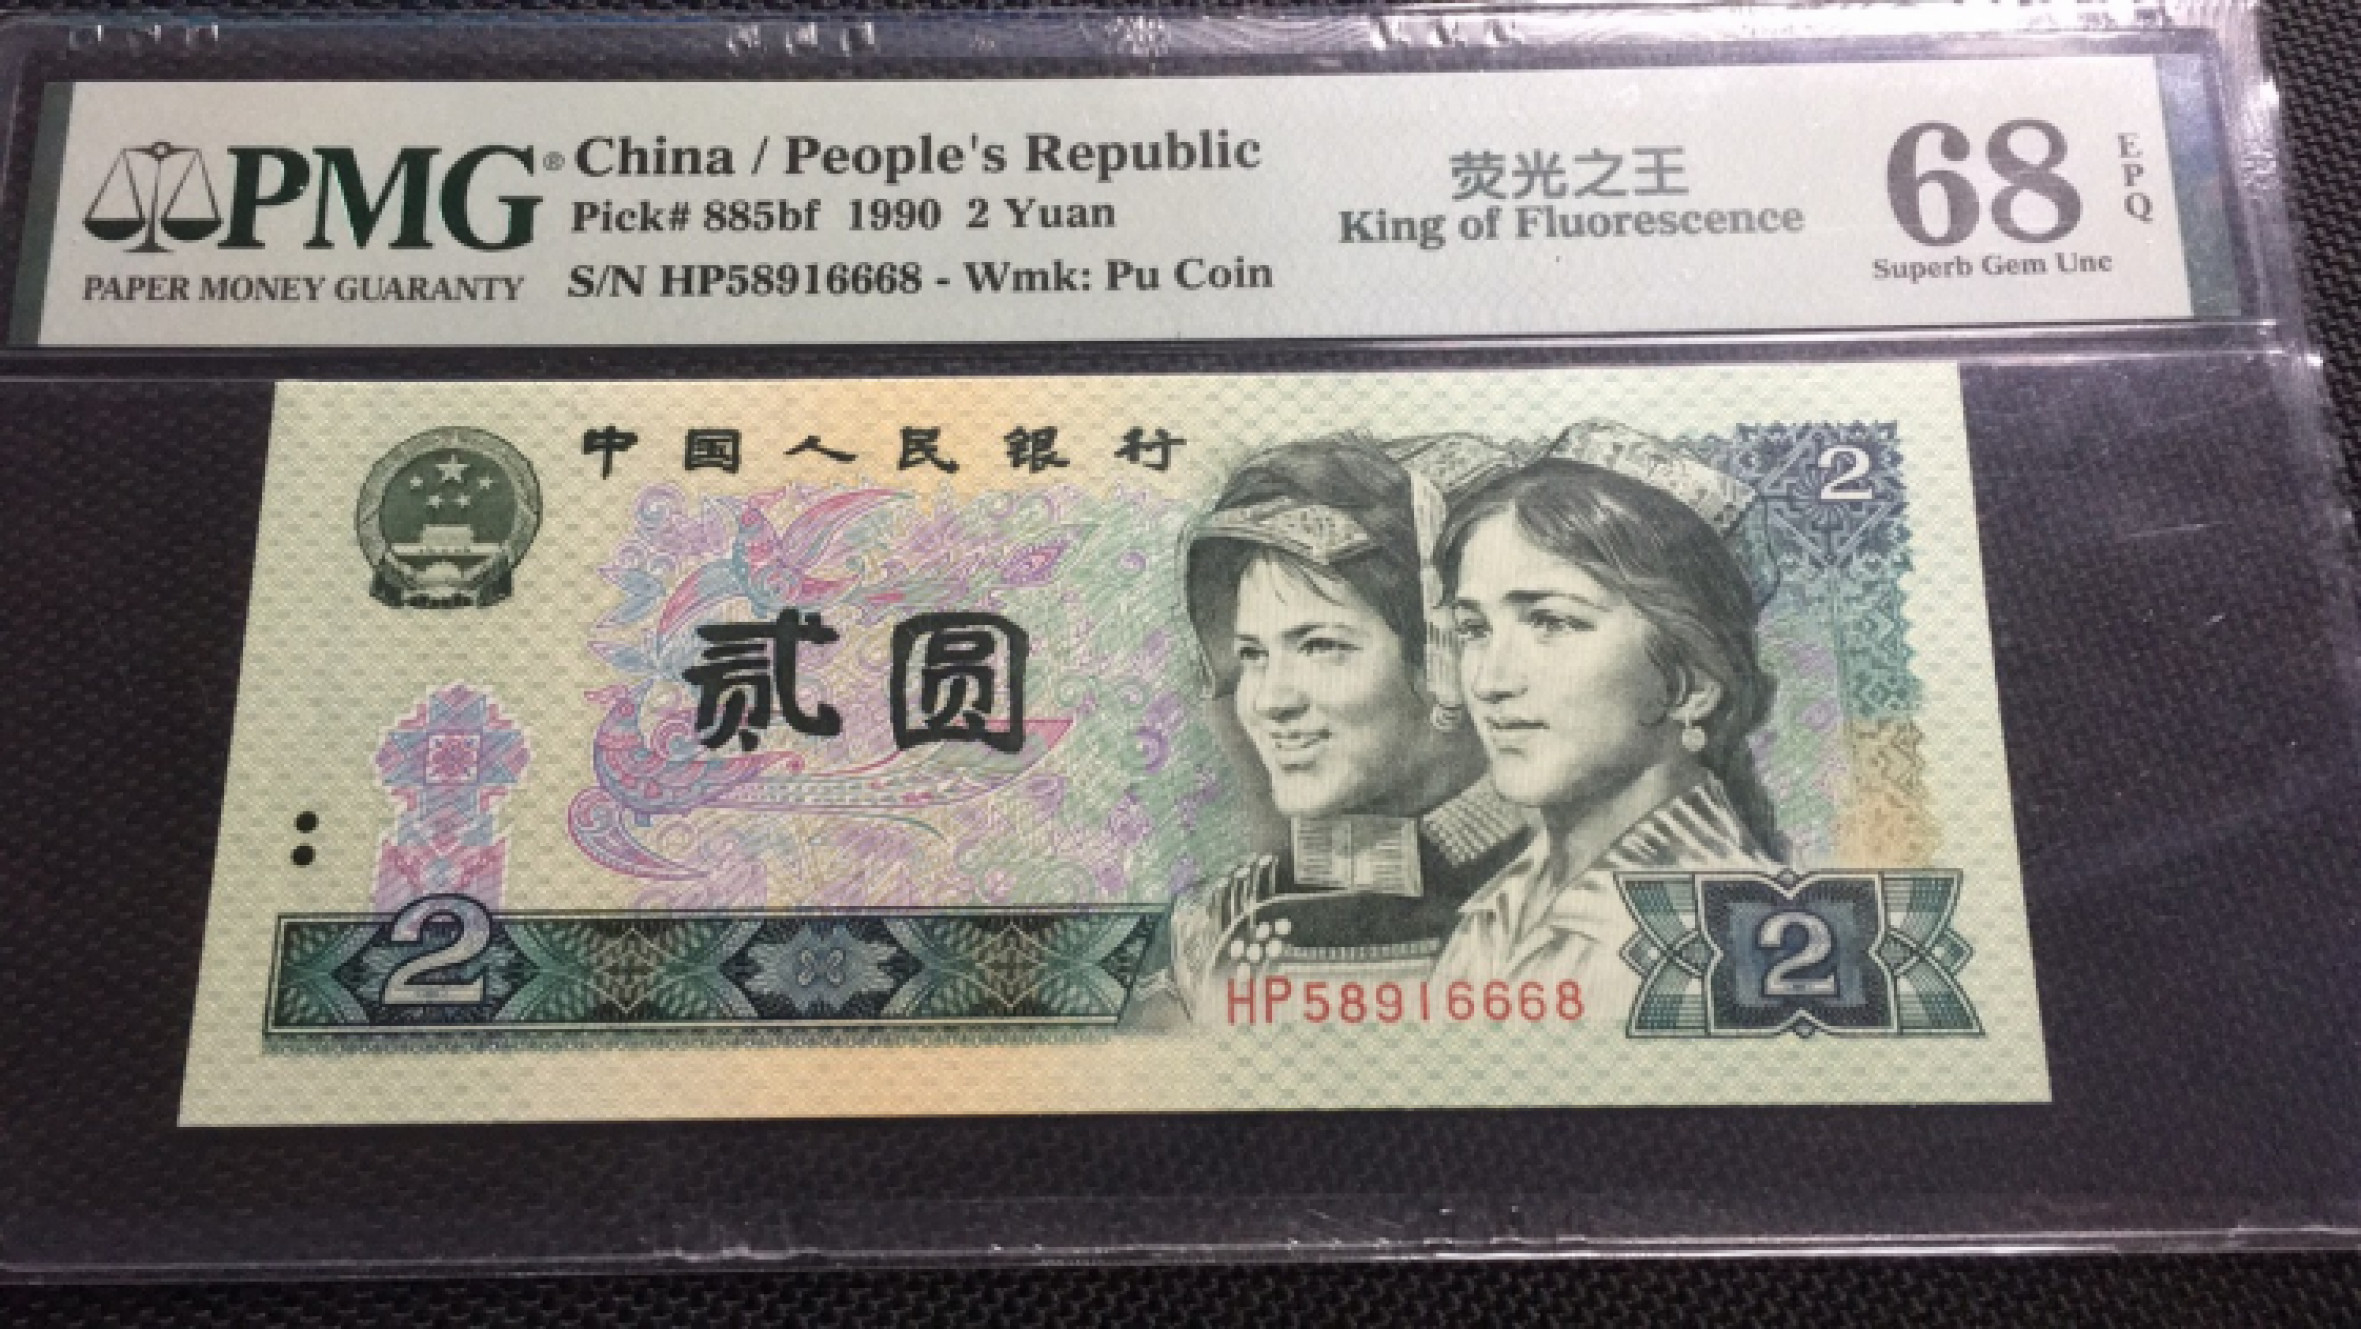 PMG® China / People's Republic
Pick# 885bf 1990 2 Yuan
S/N HP58916668 - Wmk: Pu Coin
PAPER MONEY GUARANTY
荧光之王
King of Fluorescence
68
EPQ
Superb Gem Unc
中国人民银行
2
贰圆
2
HP58916668
2